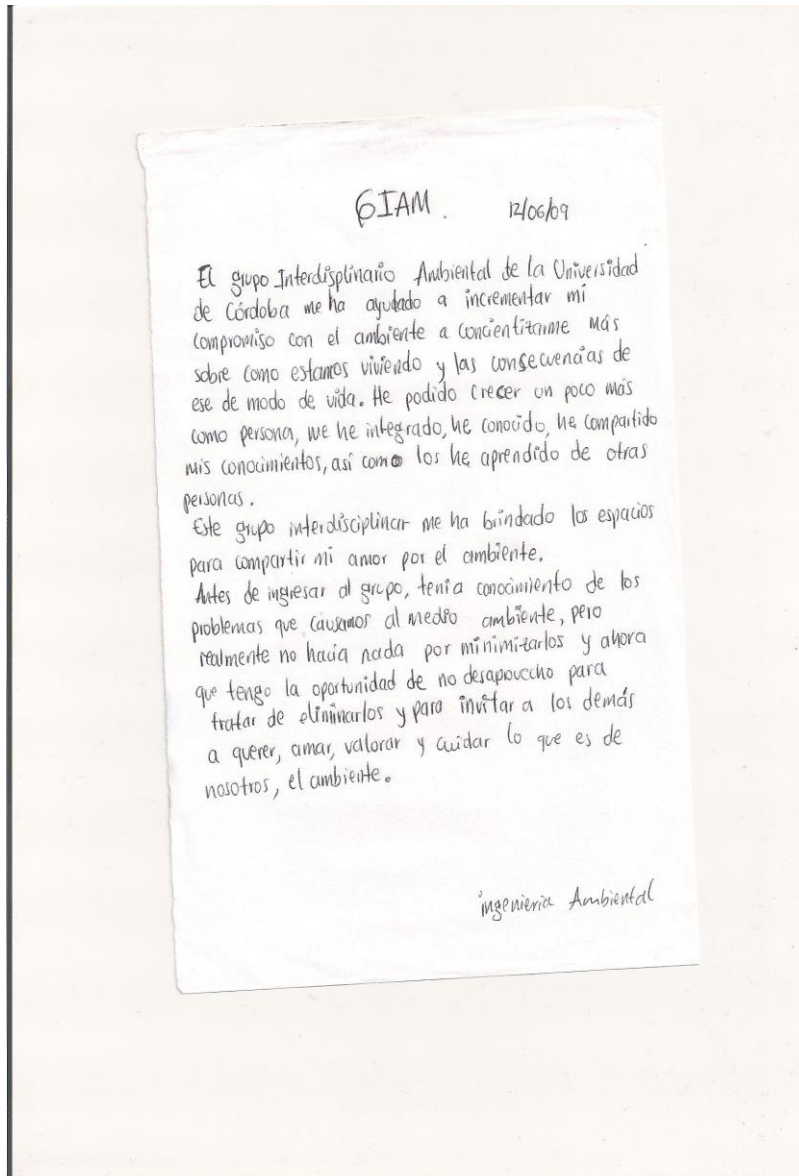 GIAM. 12/06/09
El grupo Interdisplinario Ambiental de la Universidad
de Córdoba me ha ayudado a incrementar mi
compromiso con el ambiente a concientizarme más
sobre como estamos viviendo y las consecuencias de
ese de modo de vida. He podido crecer un poco más
como persona, me he integrado, he conocido, he compartido
mis conocimientos, así como los he aprendido de otras
personas.
Este grupo interdisciplinar me ha brindado los espacios
para compartir mi amor por el ambiente.
Antes de ingresar al grupo, tenia conocimiento de los
problemas que causamos al medio ambiente, pero
realmente no hacia nada por minimizarlos y ahora
que tengo la oportunidad de no desaprovecho para
tratar de eliminarlos y para invitar a los demás
a querer, amar, valorar y cuidar lo que es de
nosotros, el ambiente.
ingenieria Ambiental